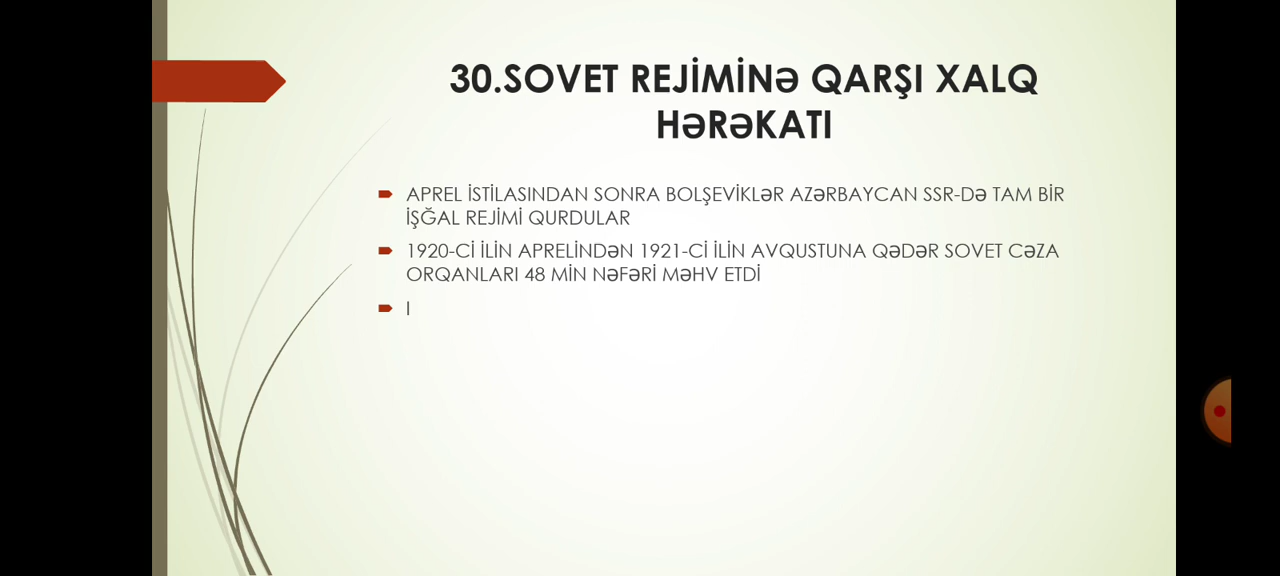 30.SOVET REJİMİNƏ QARŞI XALQ
HƏRƏKATI
APREL İSTİLASINDAN SONRA BOLŞEVİKLƏR AZƏRBAYCAN SSR-DƏ TAM BİR
İŞĞAL REJİMİ QURDULAR
1920-Cİ İLİN APRELİNDƏN 1921-Cİ İLİN AVQUSTUNA QƏDƏR SOVET CƏZA
ORQANLARI 48 MİN NƏFƏRİ MƏHV ETDİ
I